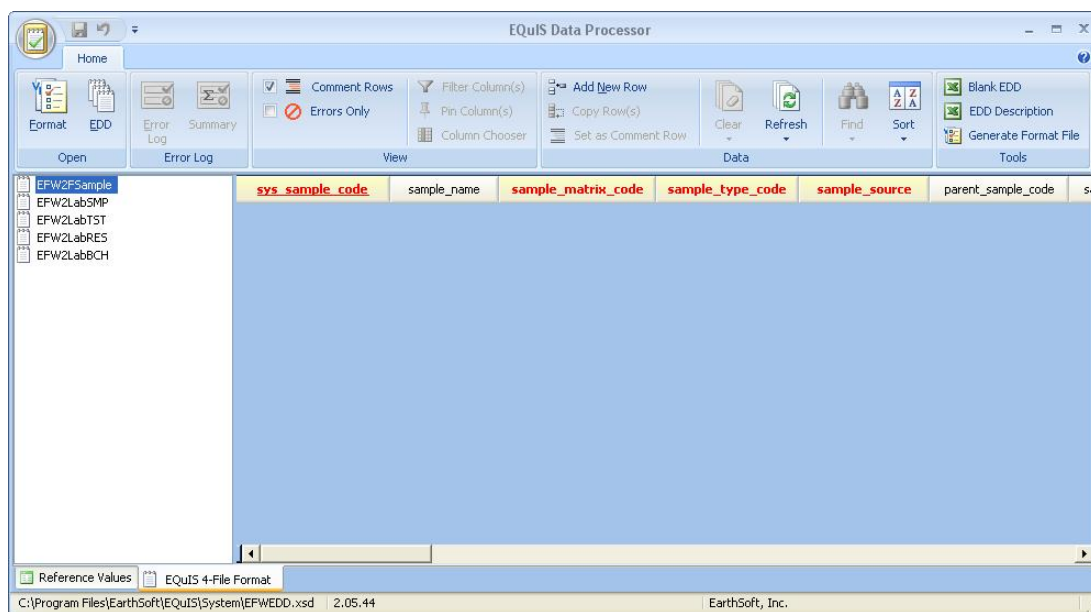 EQuIS Data Processor
Home
Format
EDD
Error Log
Summary
Comment Rows
Errors Only
Filter Column(s)
Pin Column(s)
Column Chooser
Add New Row
Copy Row(s)
Set as Comment Row
Clear
Refresh
Find
Sort
Blank EDD
EDD Description
Generate Format File
Open
Error Log
View
Data
Tools
EFW2FSample
EFW2LabSMP
EFW2LabTST
EFW2LabRES
EFW2LabBCH
sys_sample_code sample_name sample_matrix_code sample_type_code sample_source parent_sample_code
Reference Values
EQuIS 4-File Format
C:\Program Files\EarthSoft\EQuIS\System\EFWEDD.xsd 2.05.44 EarthSoft, Inc.